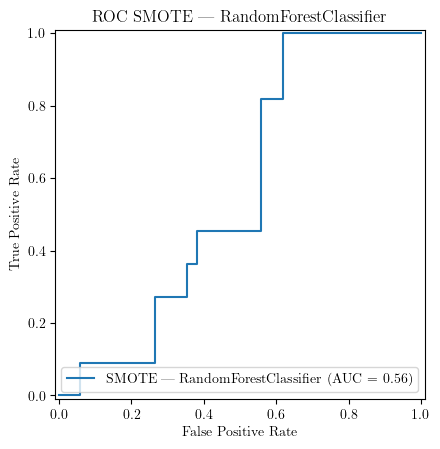 ROC SMOTE — RandomForestClassifier
True Positive Rate
1.0
0.8
0.6
0.4
0.2
0.0
SMOTE — RandomForestClassifier (AUC = 0.56)
0.0 0.2 0.4 0.6 0.8 1.0
False Positive Rate